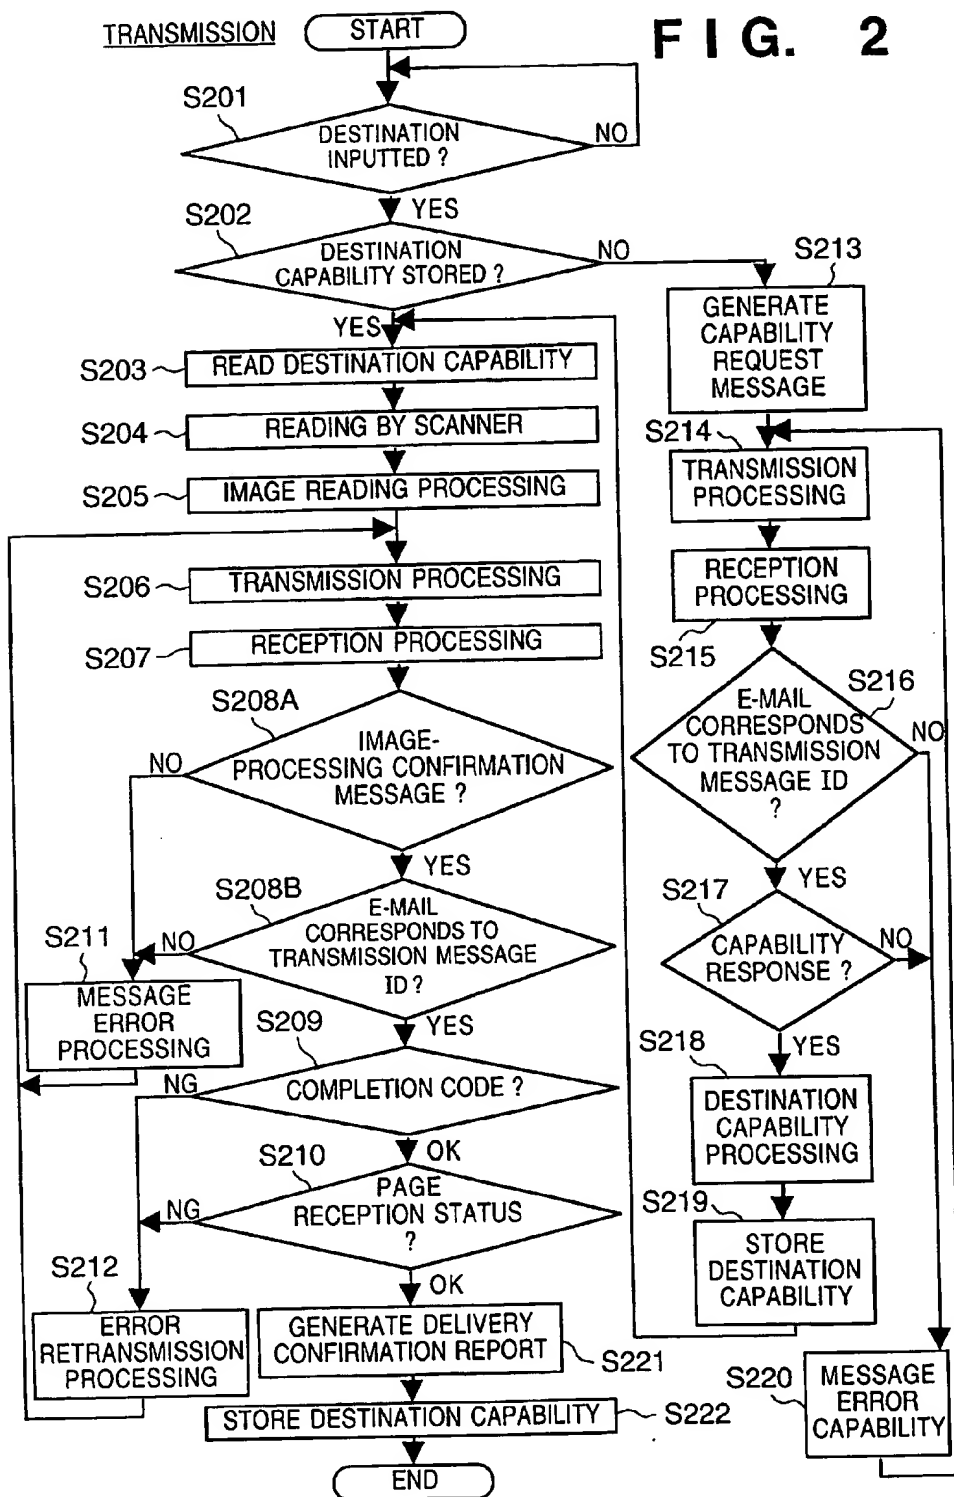 TRANSMISSION
START
FIG. 2
S201
DESTINATION
INPUTTED ?
NO
YES
S202
DESTINATION
CAPABILITY STORED ?
NO
YES
S203
READ DESTINATION CAPABILITY
S204
READING BY SCANNER
S205
IMAGE READING PROCESSING
S206
TRANSMISSION PROCESSING
S207
RECEPTION PROCESSING
S208A
IMAGE-
PROCESSING CONFIRMATION
MESSAGE ?
NO
YES
S208B
E-MAIL
CORRESPONDS TO
TRANSMISSION MESSAGE
ID ?
NO
YES
S211
MESSAGE
ERROR
PROCESSING
S209
COMPLETION CODE ?
NG
OK
S210
PAGE
RECEPTION STATUS
?
NG
OK
S212
ERROR
RETRANSMISSION
PROCESSING
GENERATE DELIVERY
CONFIRMATION REPORT
S221
STORE DESTINATION CAPABILITY
S222
END
S213
GENERATE
CAPABILITY
REQUEST
MESSAGE
S214
TRANSMISSION
PROCESSING
RECEPTION
PROCESSING
S215
S216
E-MAIL
CORRESPONDS
TO TRANSMISSION
MESSAGE ID
?
NO
YES
S217
CAPABILITY
RESPONSE ?
NO
YES
S218
DESTINATION
CAPABILITY
PROCESSING
S219
STORE
DESTINATION
CAPABILITY
S220
MESSAGE
ERROR
CAPABILITY